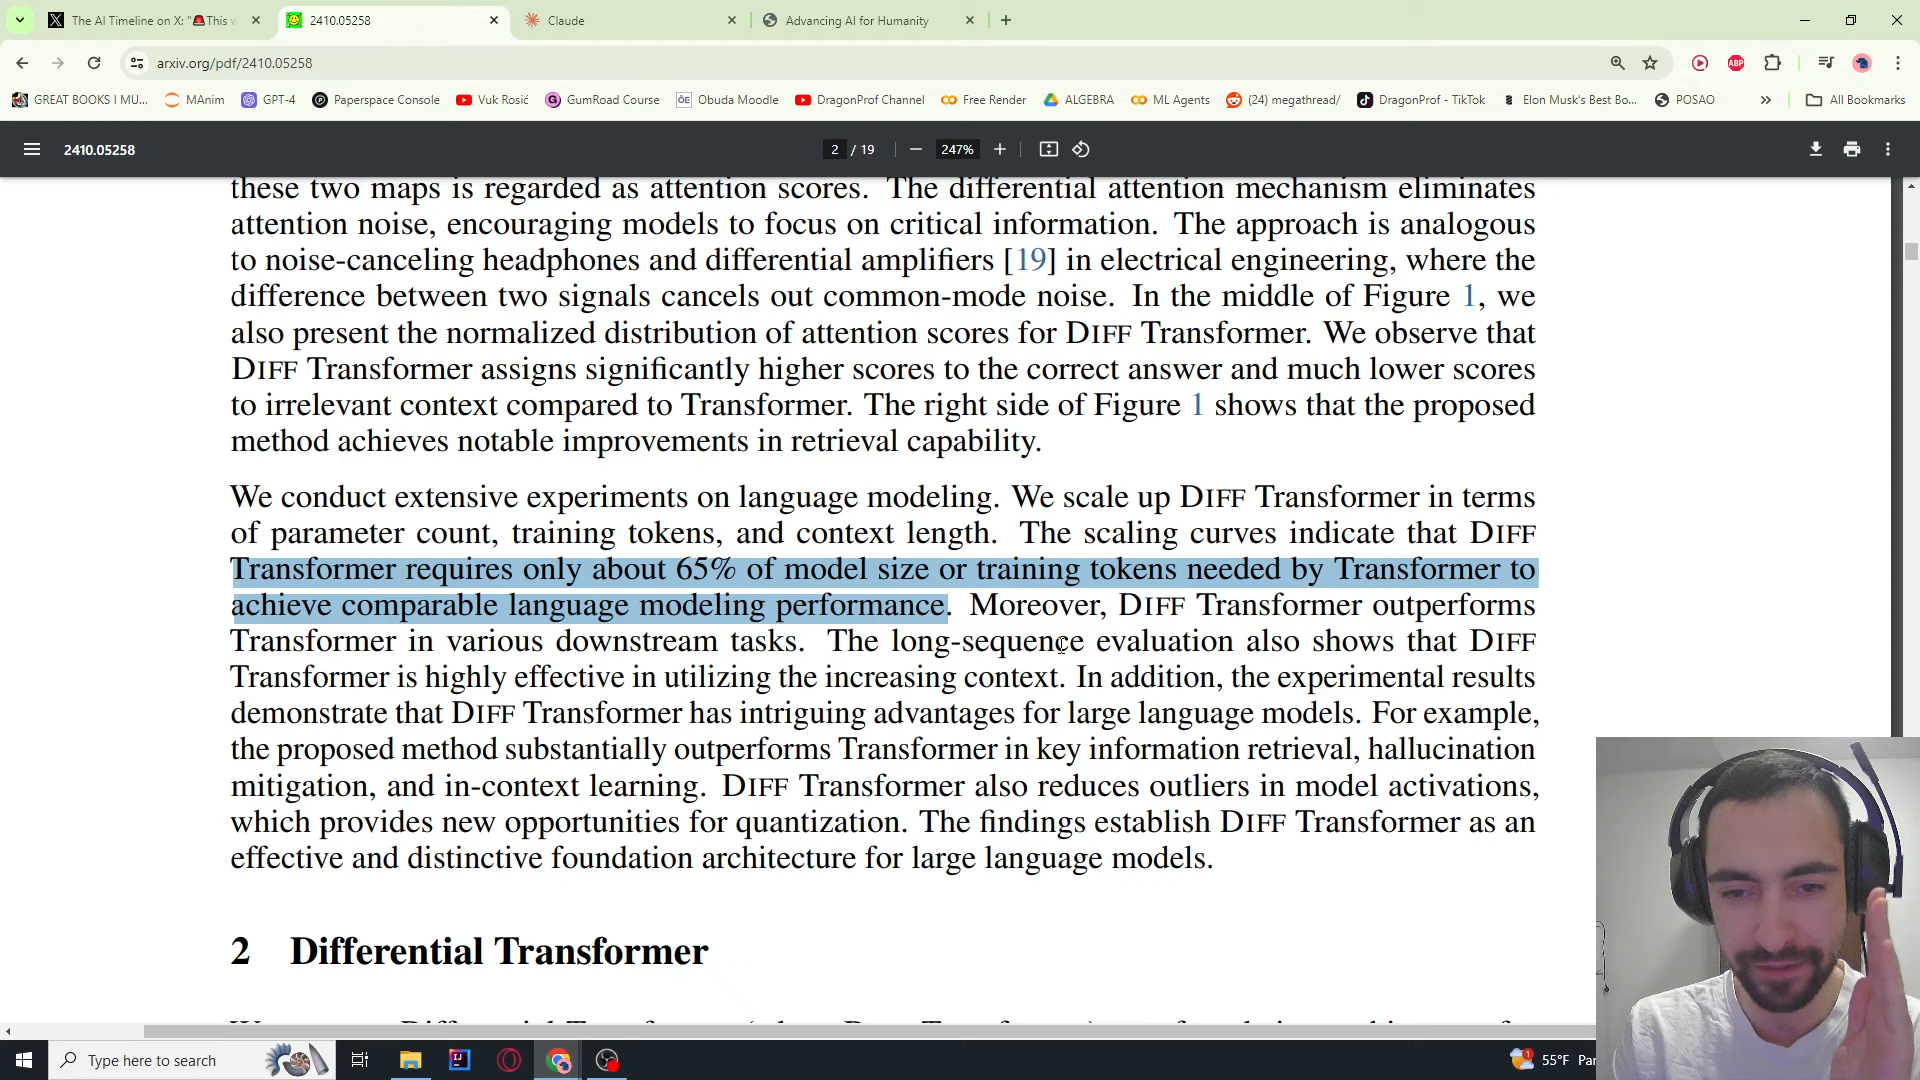 The AI Timeline on X: "🚨This w
2410.05258
Claude
Advancing AI for Humanity
arxiv.org/pdf/2410.05258
GREAT BOOKS I MU...
MAnim
GPT-4
Paperspace Console
Vuk Rosić
GumRoad Course
Obuda Moodle
DragonProf Channel
Free Render
ALGEBRA
ML Agents
(24) megathread/
DragonProf - TikTok
Elon Musk's Best Bo...
POSAO
All Bookmarks
2410.05258
2 / 19
247%
these two maps is regarded as attention scores. The differential attention mechanism eliminates
attention noise, encouraging models to focus on critical information. The approach is analogous
to noise-canceling headphones and differential amplifiers [19] in electrical engineering, where the
difference between two signals cancels out common-mode noise. In the middle of Figure 1, we
also present the normalized distribution of attention scores for DIFF Transformer. We observe that
DIFF Transformer assigns significantly higher scores to the correct answer and much lower scores
to irrelevant context compared to Transformer. The right side of Figure 1 shows that the proposed
method achieves notable improvements in retrieval capability.
We conduct extensive experiments on language modeling. We scale up DIFF Transformer in terms
of parameter count, training tokens, and context length. The scaling curves indicate that DIFF
Transformer requires only about 65% of model size or training tokens needed by Transformer to
achieve comparable language modeling performance. Moreover, DIFF Transformer outperforms
Transformer in various downstream tasks. The long-sequence evaluation also shows that DIFF
Transformer is highly effective in utilizing the increasing context. In addition, the experimental results
demonstrate that DIFF Transformer has intriguing advantages for large language models. For example,
the proposed method substantially outperforms Transformer in key information retrieval, hallucination
mitigation, and in-context learning. DIFF Transformer also reduces outliers in model activations,
which provides new opportunities for quantization. The findings establish DIFF Transformer as an
effective and distinctive foundation architecture for large language models.
2 Differential Transformer
Type here to search
55°F